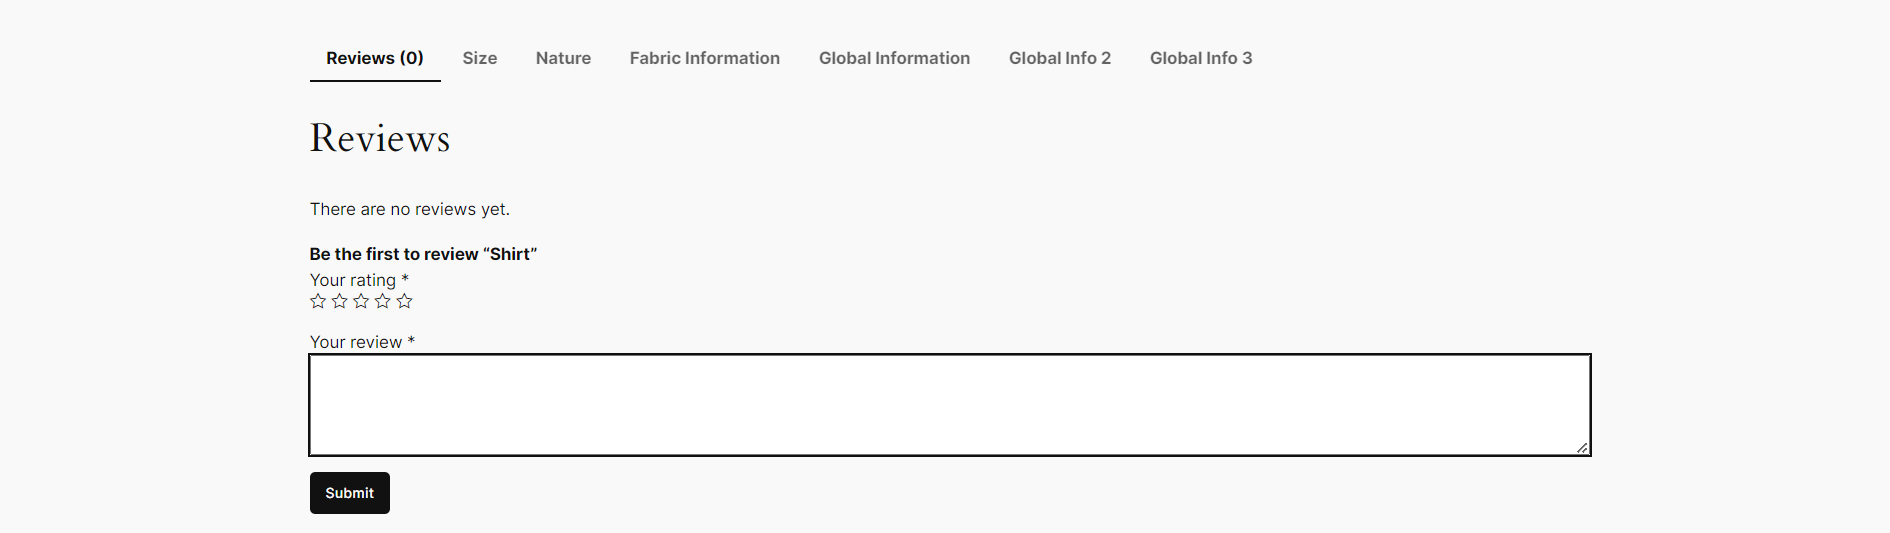 Reviews (0) Size Nature Fabric Information Global Information Global Info 2 Global Info 3
Reviews
There are no reviews yet.
Be the first to review “Shirt”
Your rating *
Your review *
Submit